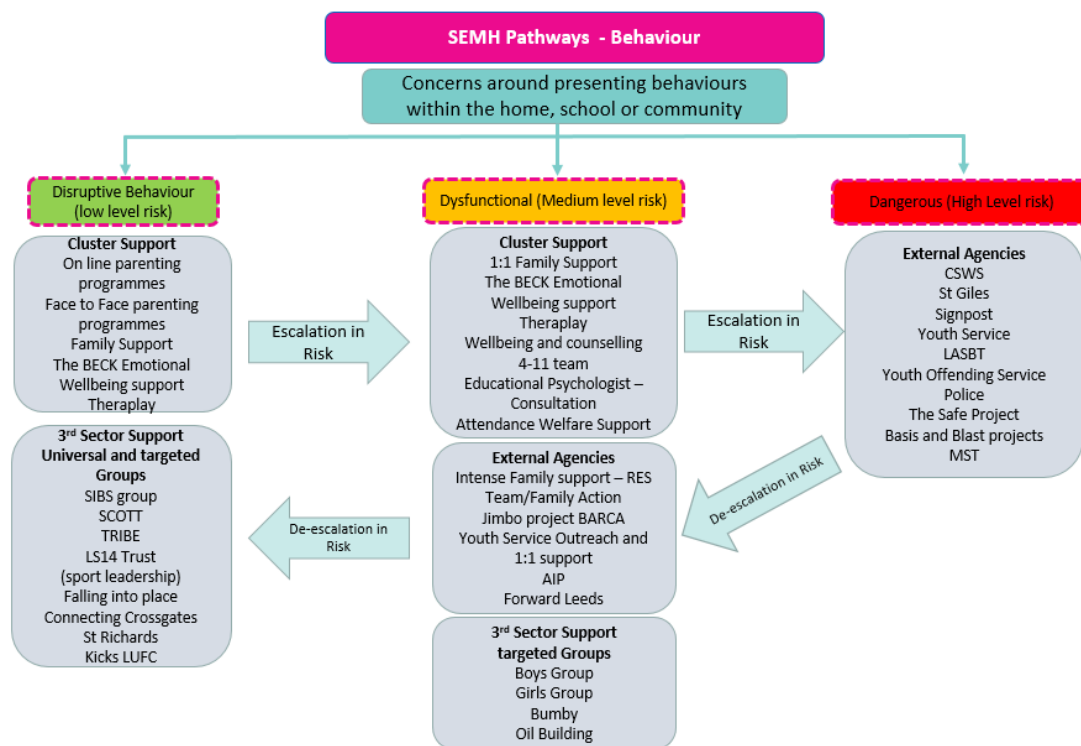 SEMH Pathways - Behaviour
Concerns around presenting behaviours
within the home, school or community
Disruptive Behaviour
(low level risk)
Cluster Support
On line parenting
programmes
Face to Face parenting
programmes
Family Support
The BECK Emotional
Wellbeing support
Theraplay
3rd Sector Support
Universal and targeted
Groups
SIBS group
SCOTT
TRIBE
LS14 Trust
(sport leadership)
Falling into place
Connecting Crossgates
St Richards
Kicks LUFC
Escalation in
Risk
De-escalation in
Risk
Dysfunctional (Medium level risk)
Cluster Support
1:1 Family Support
The BECK Emotional
Wellbeing support
Theraplay
Wellbeing and counselling
4-11 team
Educational Psychologist –
Consultation
Attendance Welfare Support
External Agencies
Intense Family support – RES
Team/Family Action
Jimbo project BARCA
Youth Service Outreach and
1:1 support
AIP
Forward Leeds
3rd Sector Support
targeted Groups
Boys Group
Girls Group
Bumby
Oil Building
Escalation in
Risk
De-escalation in Risk
Dangerous (High Level risk)
External Agencies
CSWS
St Giles
Signpost
Youth Service
LASBT
Youth Offending Service
Police
The Safe Project
Basis and Blast projects
MST